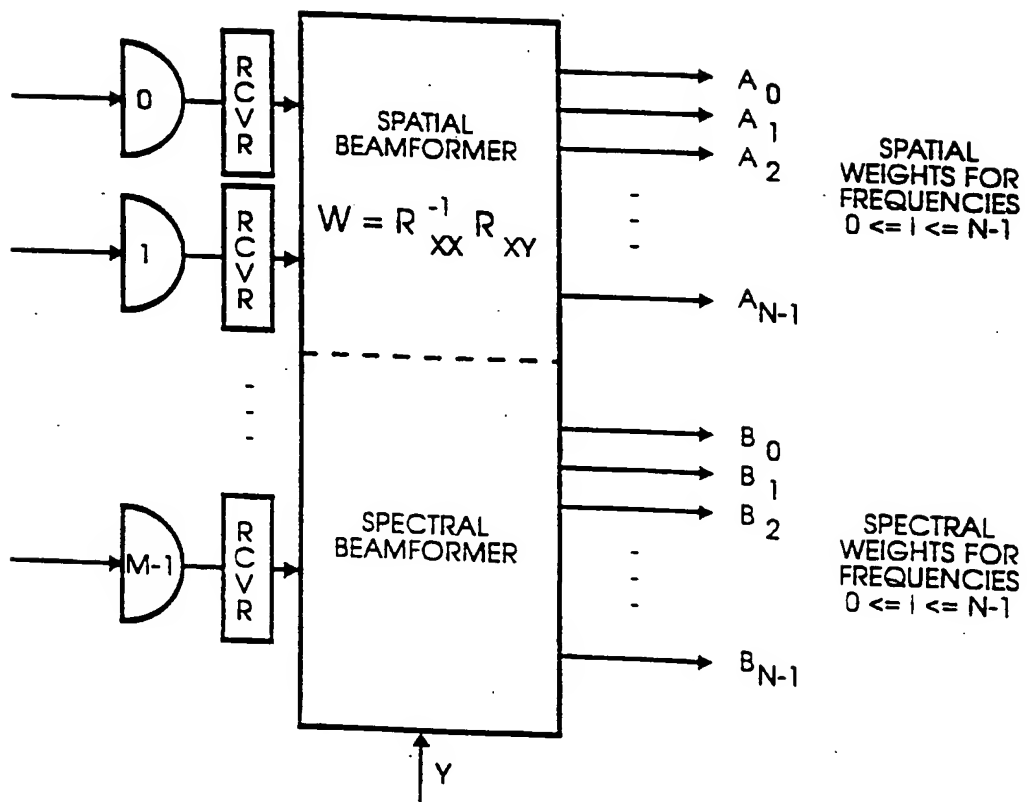 0
RCVR
1
RCVR
M-1
RCVR
SPATIAL
BEAMFORMER
W = R XX -1 R XY
SPECTRAL
BEAMFORMER
Y
A 0
A 1
A 2
A N-1
SPATIAL
WEIGHTS FOR
FREQUENCIES
0 <= I <= N-1
B 0
B 1
B 2
B N-1
SPECTRAL
WEIGHTS FOR
FREQUENCIES
0 <= I <= N-1